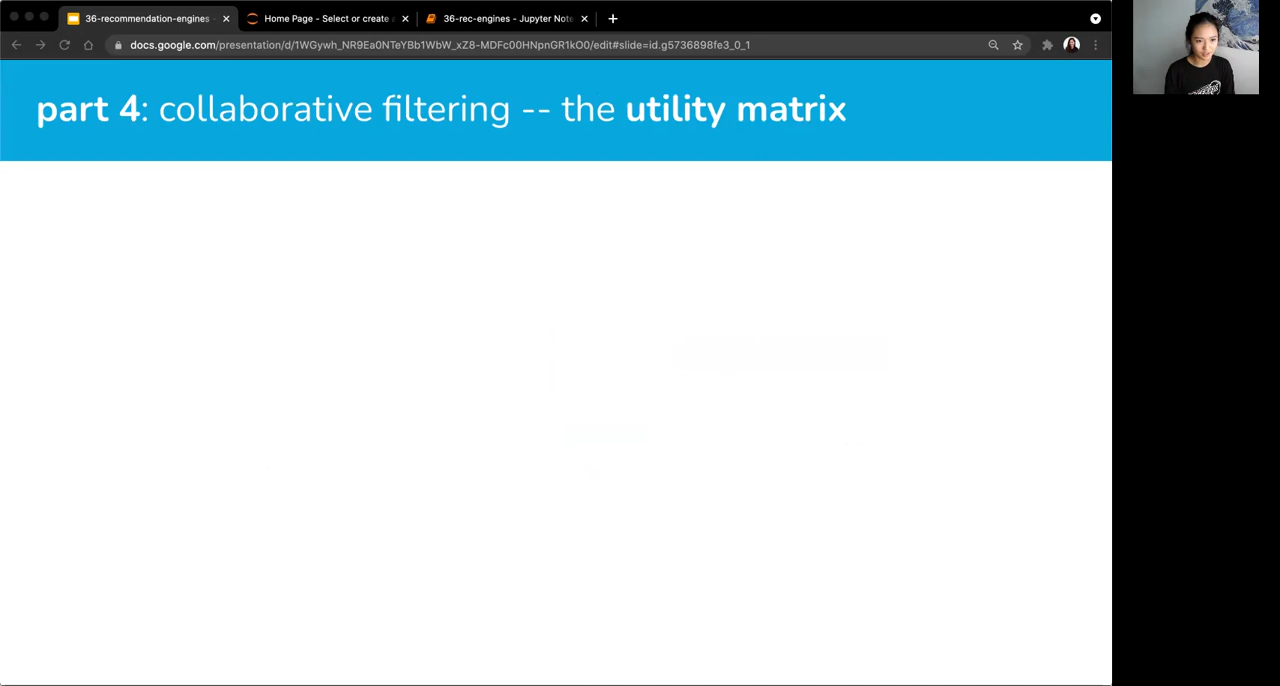 36-recommendation-engines -
Home Page - Select or create a
36-rec-engines - Jupyter Note
docs.google.com/presentation/d/1WGywh_NR9Ea0NTeYBb1WbW_xZ8-MDFc00HNpnGR1kO0/edit#slide=id.g5736898fe3_0_1
part 4: collaborative filtering -- the utility matrix